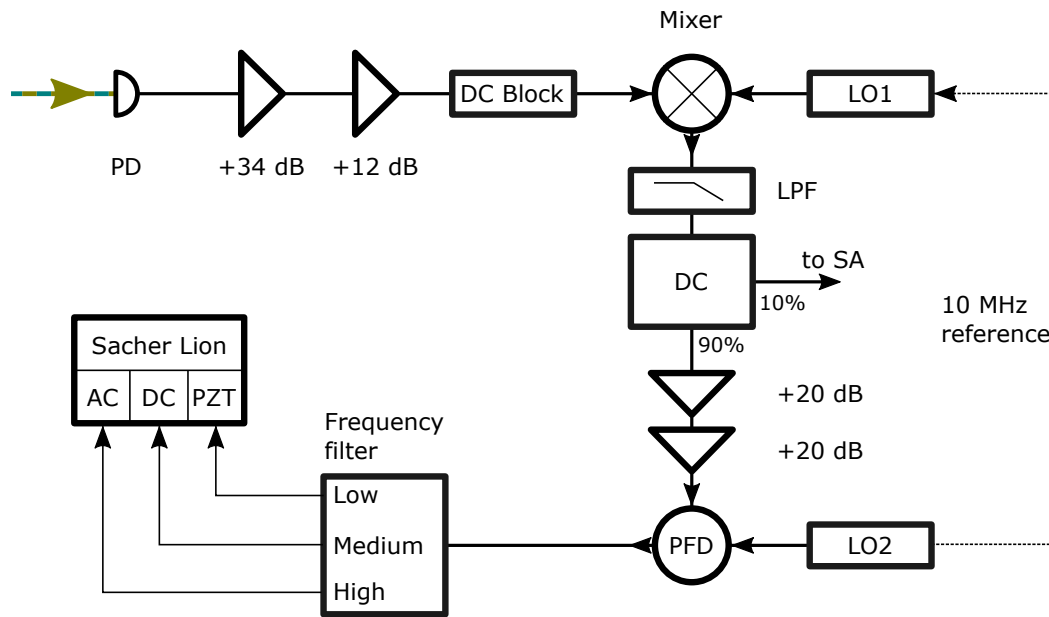 Mixer
DC Block
LO1
PD
+34 dB
+12 dB
LPF
to SA
DC
10%
10 MHz
reference
90%
Sacher Lion
AC
DC
PZT
+20 dB
Frequency
filter
+20 dB
Low
Medium
High
PFD
LO2